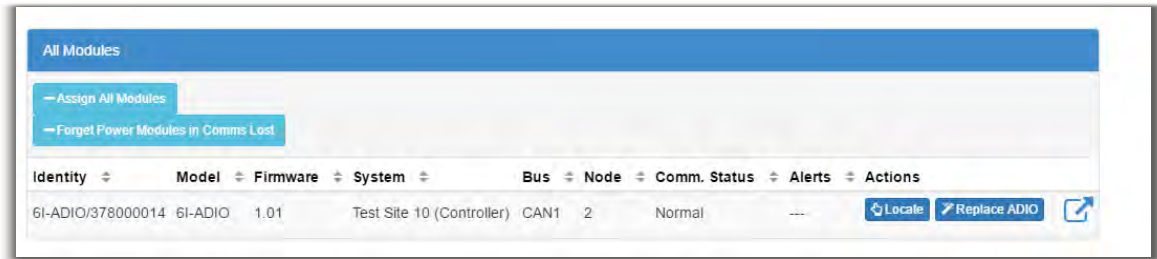 All Modules
Assign All Modules
Forget Power Modules in Comms Lost
Identity Model Firmware System Bus Node Comm. Status Alerts Actions
6I-ADIO/378000014 6I-ADIO 1.01 Test Site 10 (Controller) CAN1 2 Normal --- Locate Replace ADIO